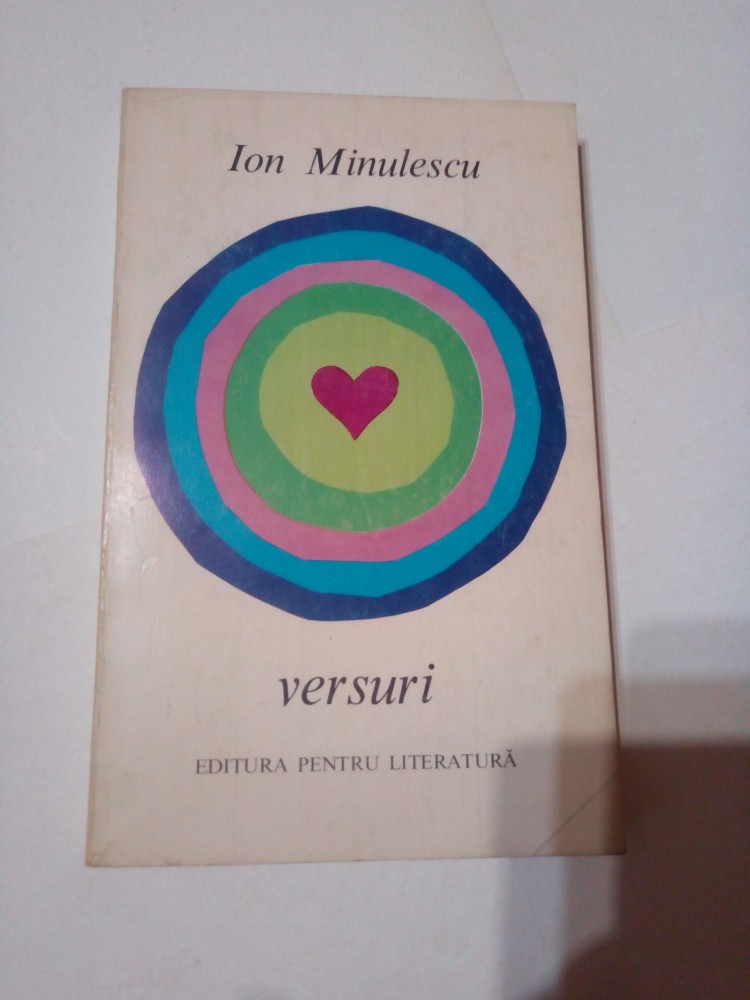 Ion Minulescu
versuri
EDITURA PENTRU LITERATURĂ